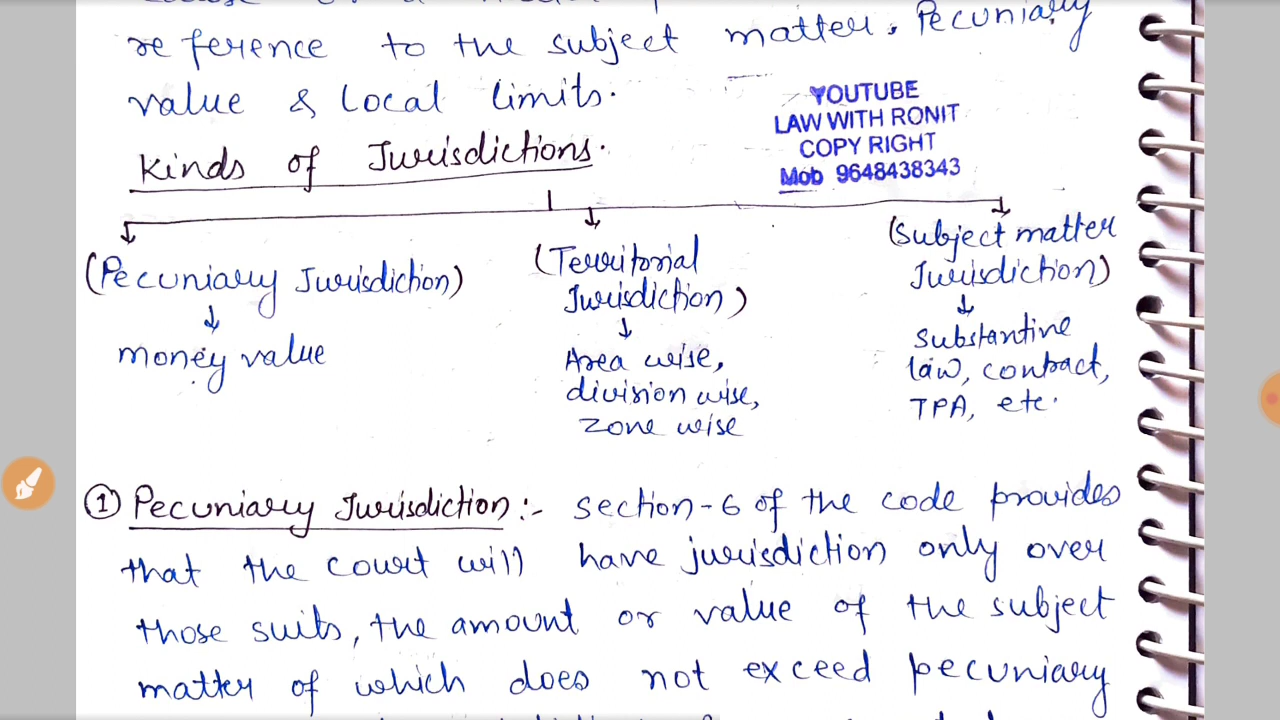 reference to the subject matter, Pecuniary
value & local limits.
YOUTUBE
LAW WITH RONIT
COPY RIGHT
Mob 9648438343
Kinds of Jurisdictions.
(Pecuniary Jurisdiction)
money value
(Territorial
Jurisdiction)
Area wise,
division wise,
zone wise
(Subject matter
Jurisdiction)
substantine
law, contract,
TPA, etc.
① Pecuniary Jurisdiction :- section-6 of the code provides
that the court will have jurisdiction only over
those suits, the amount or value of the subject
matter of which does not exceed pecuniary